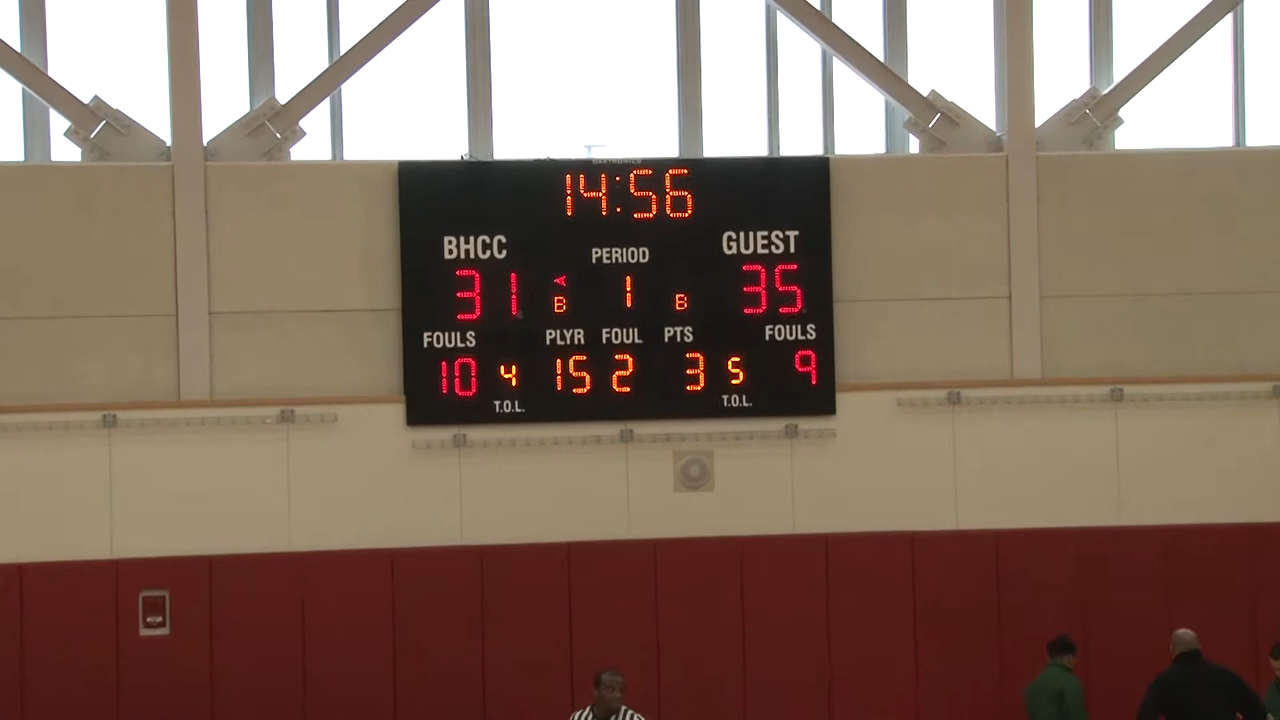 DAKTRONICS
14:56
BHCC PERIOD GUEST
31 A B 1 B 35
FOULS PLYR FOUL PTS FOULS
10 4 15 2 3 5 9
T.O.L. T.O.L.